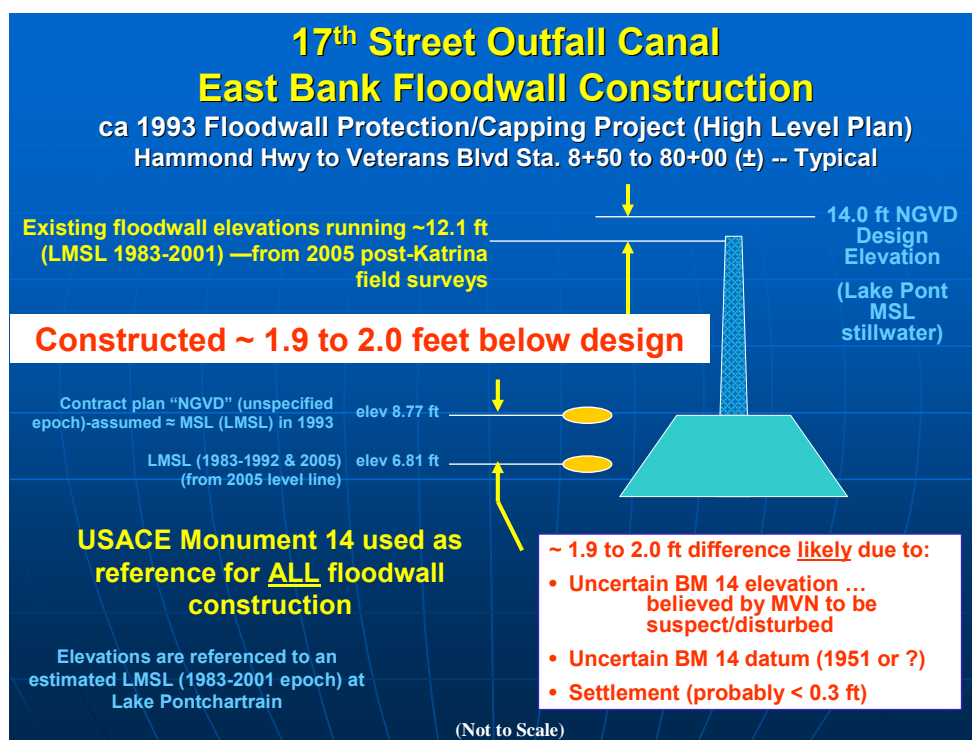 17th Street Outfall Canal
East Bank Floodwall Construction
ca 1993 Floodwall Protection/Capping Project (High Level Plan)
Hammond Hwy to Veterans Blvd Sta. 8+50 to 80+00 (±) -- Typical
Existing floodwall elevations running ~12.1 ft
(LMSL 1983-2001) —from 2005 post-Katrina
field surveys
14.0 ft NGVD
Design
Elevation
(Lake Pont
MSL
stillwater)
Constructed ~ 1.9 to 2.0 feet below design
Contract plan “NGVD” (unspecified
epoch)-assumed ≈ MSL (LMSL) in 1993
elev 8.77 ft
LMSL (1983-1992 & 2005)
(from 2005 level line)
elev 6.81 ft
USACE Monument 14 used as
reference for ALL floodwall
construction
Elevations are referenced to an
estimated LMSL (1983-2001 epoch) at
Lake Pontchartrain
~ 1.9 to 2.0 ft difference likely due to:
• Uncertain BM 14 elevation …
believed by MVN to be
suspect/disturbed
• Uncertain BM 14 datum (1951 or ?)
• Settlement (probably < 0.3 ft)
(Not to Scale)